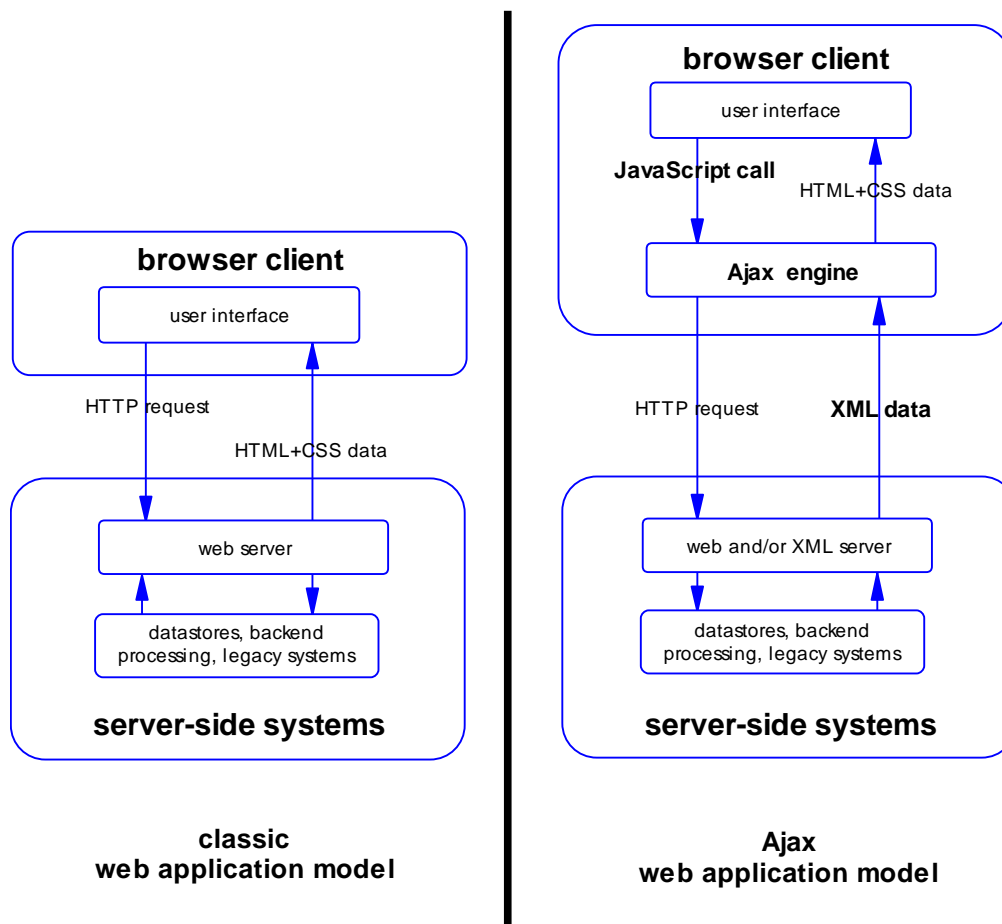 browser client
user interface
HTTP request
HTML+CSS data
web server
datastores, backend
processing, legacy systems
server-side systems
classic
web application model
browser client
user interface
JavaScript call
HTML+CSS data
Ajax engine
HTTP request
XML data
web and/or XML server
datastores, backend
processing, legacy systems
server-side systems
Ajax
web application model